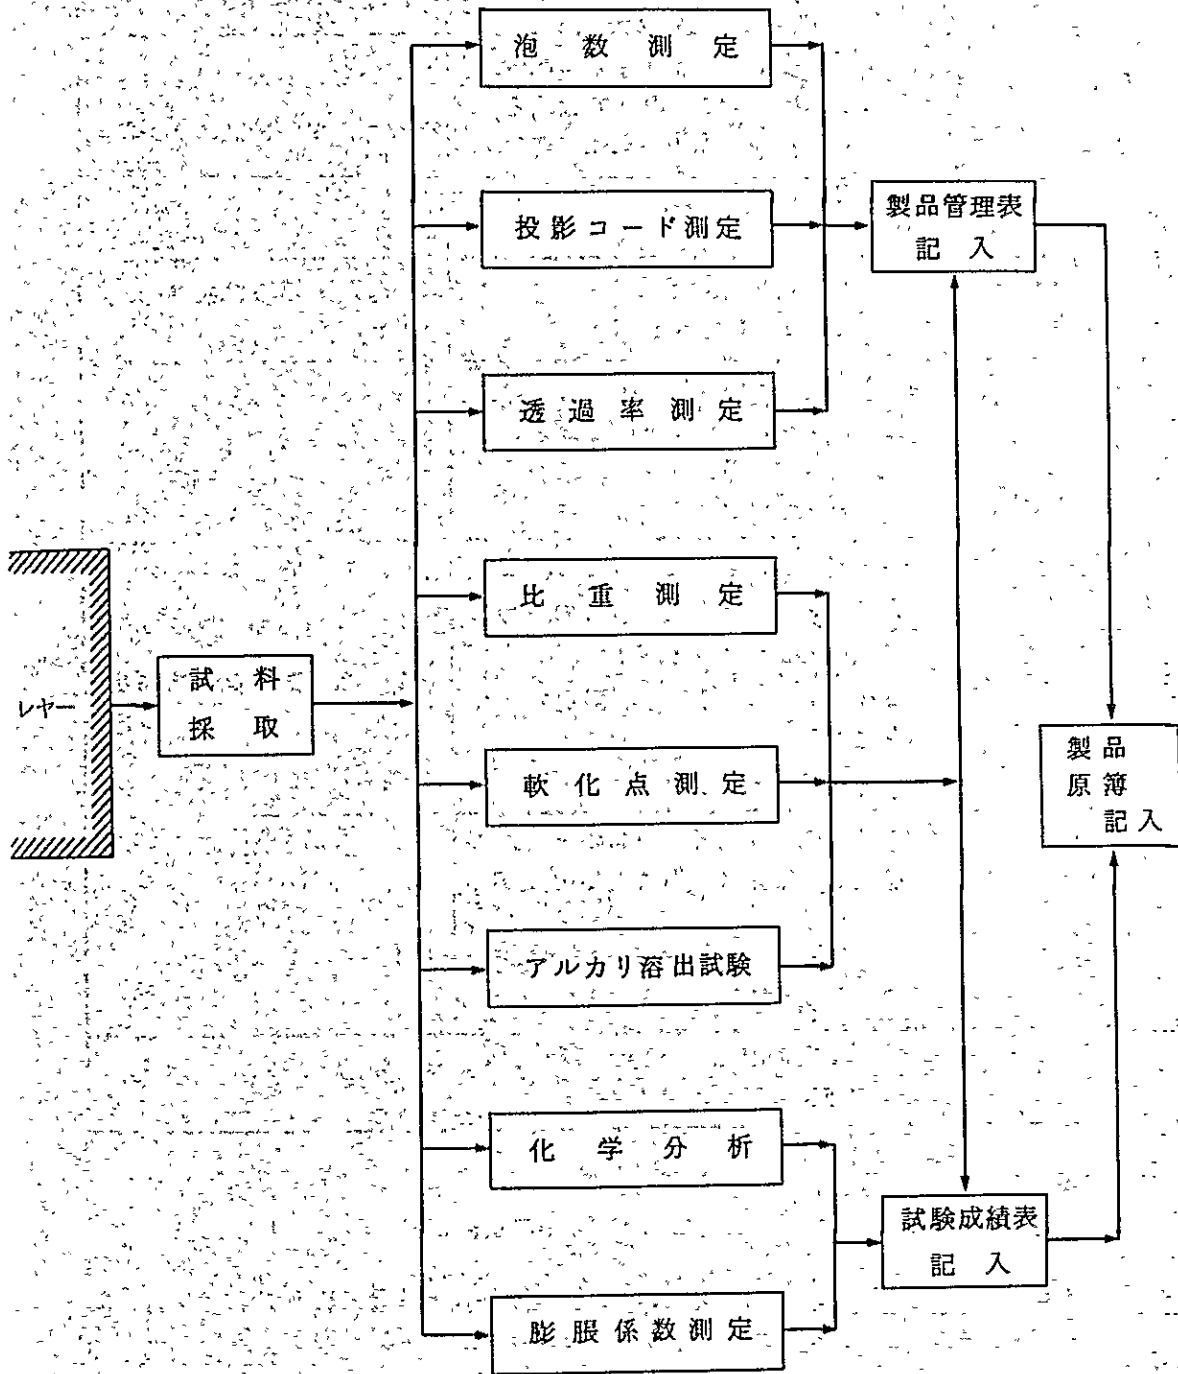 泡数測定
投影コード測定
製品管理表
記入
透過率測定
比重測定
レヤー
試料
採取
軟化点測定
製品
原簿
記入
アルカリ溶出試験
化学分析
試験成績表
記入
膨脹係数測定